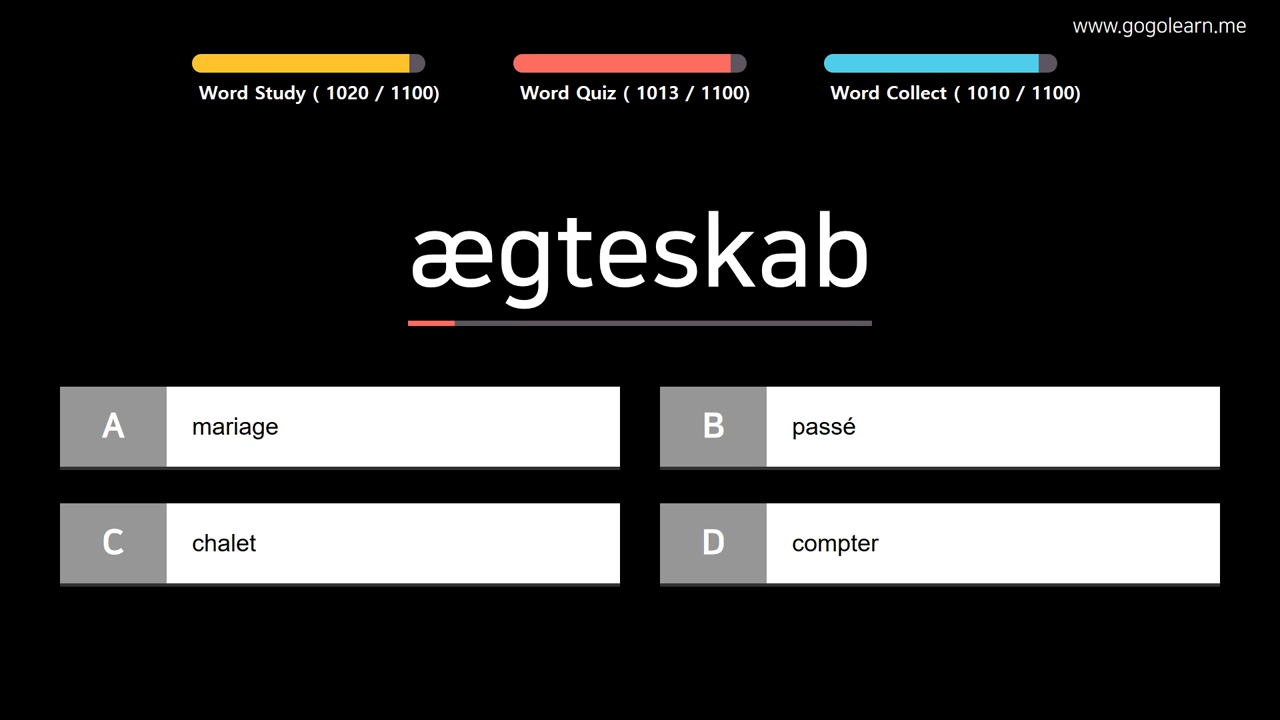 www.gogolearn.me
Word Study ( 1020 / 1100)
Word Quiz ( 1013 / 1100)
Word Collect ( 1010 / 1100)
ægteskab
A mariage
B passé
C chalet
D compter